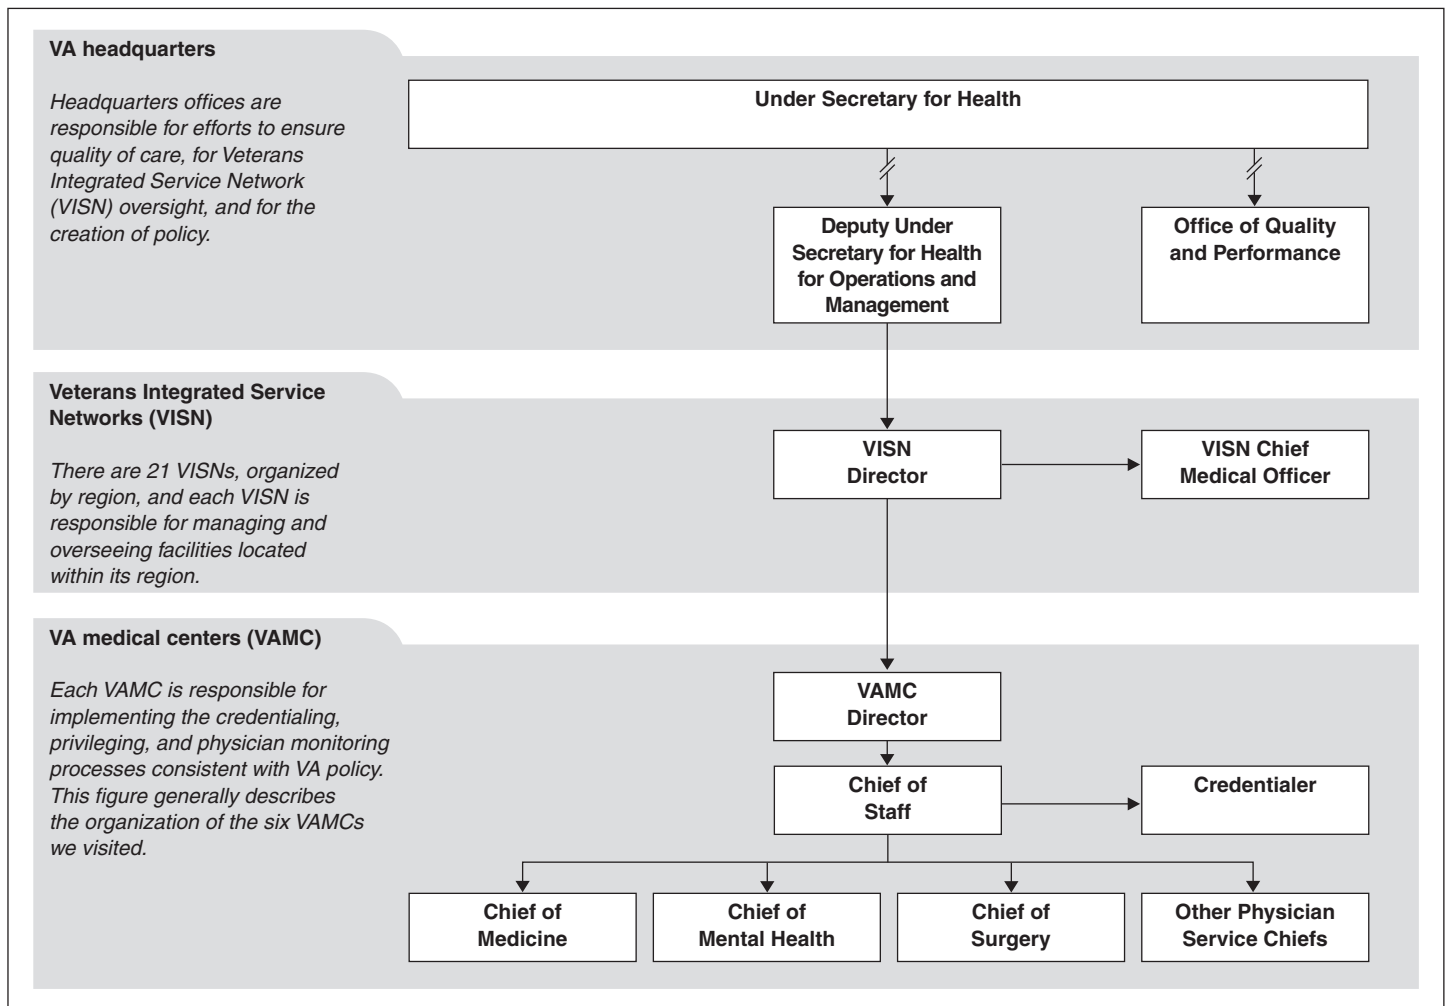 VA headquarters
Headquarters offices are
responsible for efforts to ensure
quality of care, for Veterans
Integrated Service Network
(VISN) oversight, and for the
creation of policy.
Under Secretary for Health
Deputy Under
Secretary for Health
for Operations and
Management
Office of Quality
and Performance
Veterans Integrated Service
Networks (VISN)
There are 21 VISNs, organized
by region, and each VISN is
responsible for managing and
overseeing facilities located
within its region.
VISN
Director
VISN Chief
Medical Officer
VA medical centers (VAMC)
Each VAMC is responsible for
implementing the credentialing,
privileging, and physician monitoring
processes consistent with VA policy.
This figure generally describes
the organization of the six VAMCs
we visited.
VAMC
Director
Chief of
Staff
Credentialer
Chief of
Medicine
Chief of
Mental Health
Chief of
Surgery
Other Physician
Service Chiefs